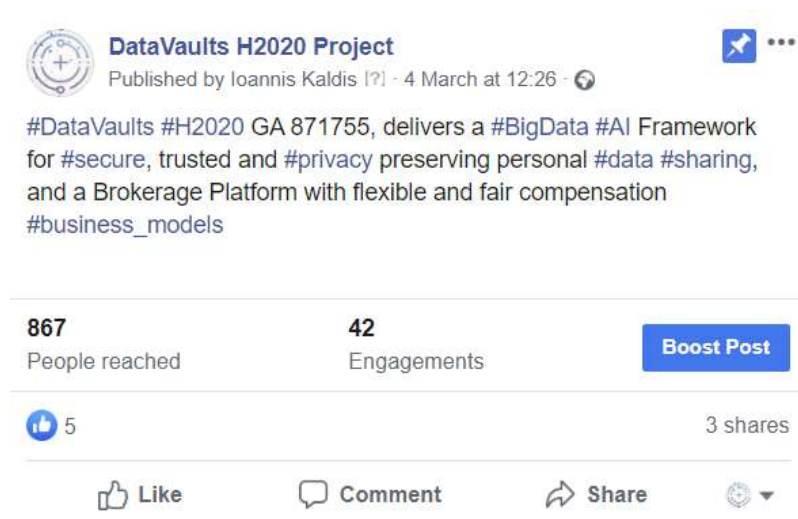 DataVaults H2020 Project
Published by Ioannis Kaldis [?] · 4 March at 12:26 ·
#DataVaults #H2020 GA 871755, delivers a #BigData #AI Framework
for #secure, trusted and #privacy preserving personal #data #sharing,
and a Brokerage Platform with flexible and fair compensation
#business_models
867
42
People reached
Engagements
Boost Post
5
3 shares
Like
Comment
Share